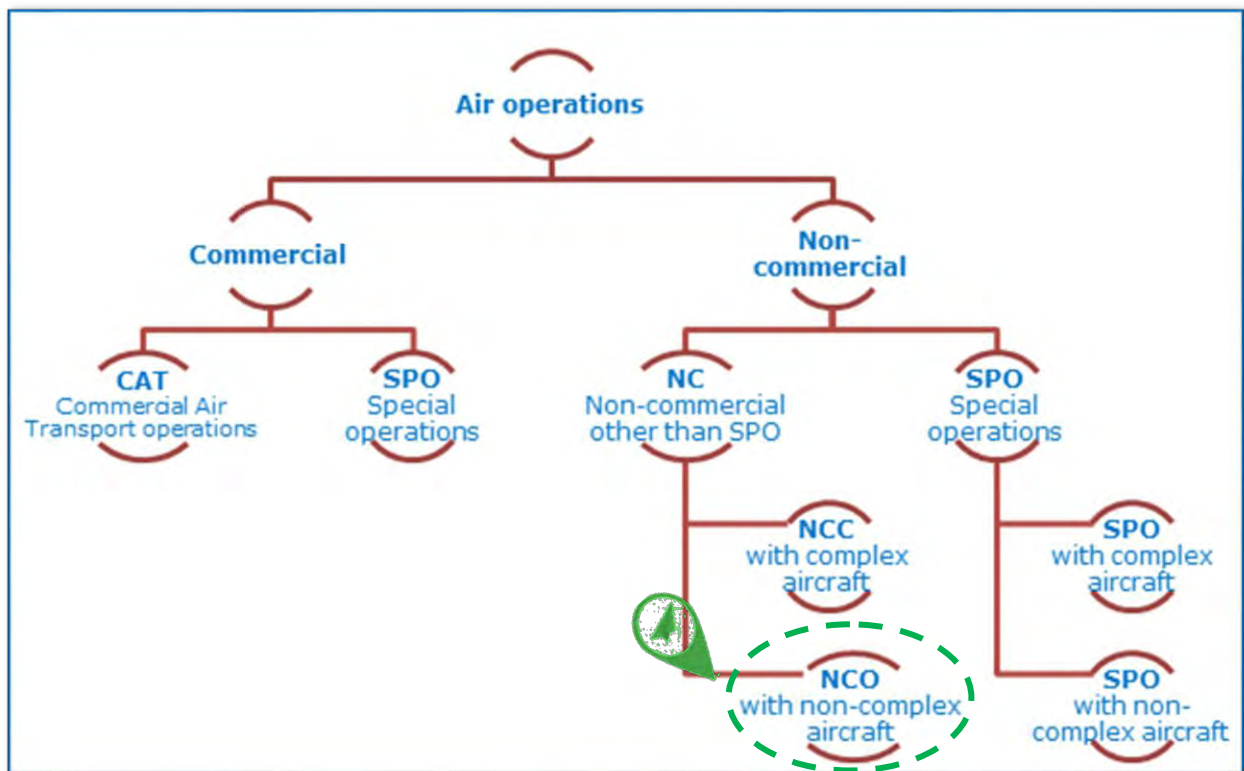 Air operations
Commercial
Non-
commercial
CAT
Commercial Air
Transport operations
SPO
Special
operations
NC
Non-commercial
other than SPO
SPO
Special
operations
NCC
with complex
aircraft
SPO
with complex
aircraft
NCO
with non-complex
aircraft
SPO
with non-
complex aircraft